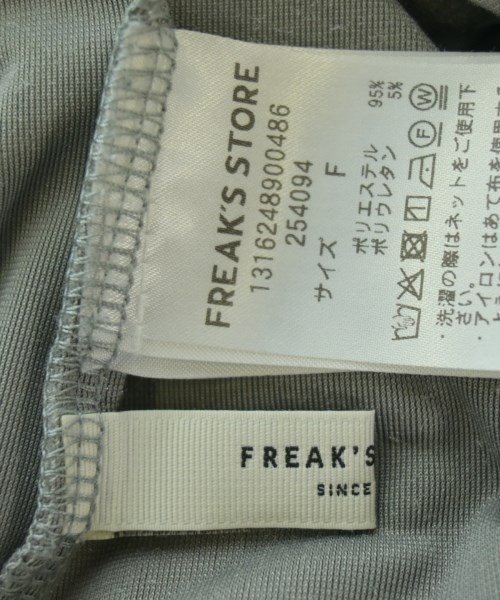 FREAK'S STORE
1316248900486
254094
サイズ F
ポリエステル 95%
ポリウレタン 5%
F W
・洗濯の際はネットをご使用下
さい。
・アイロンはあて布を使用
FREAK'S
SINCE